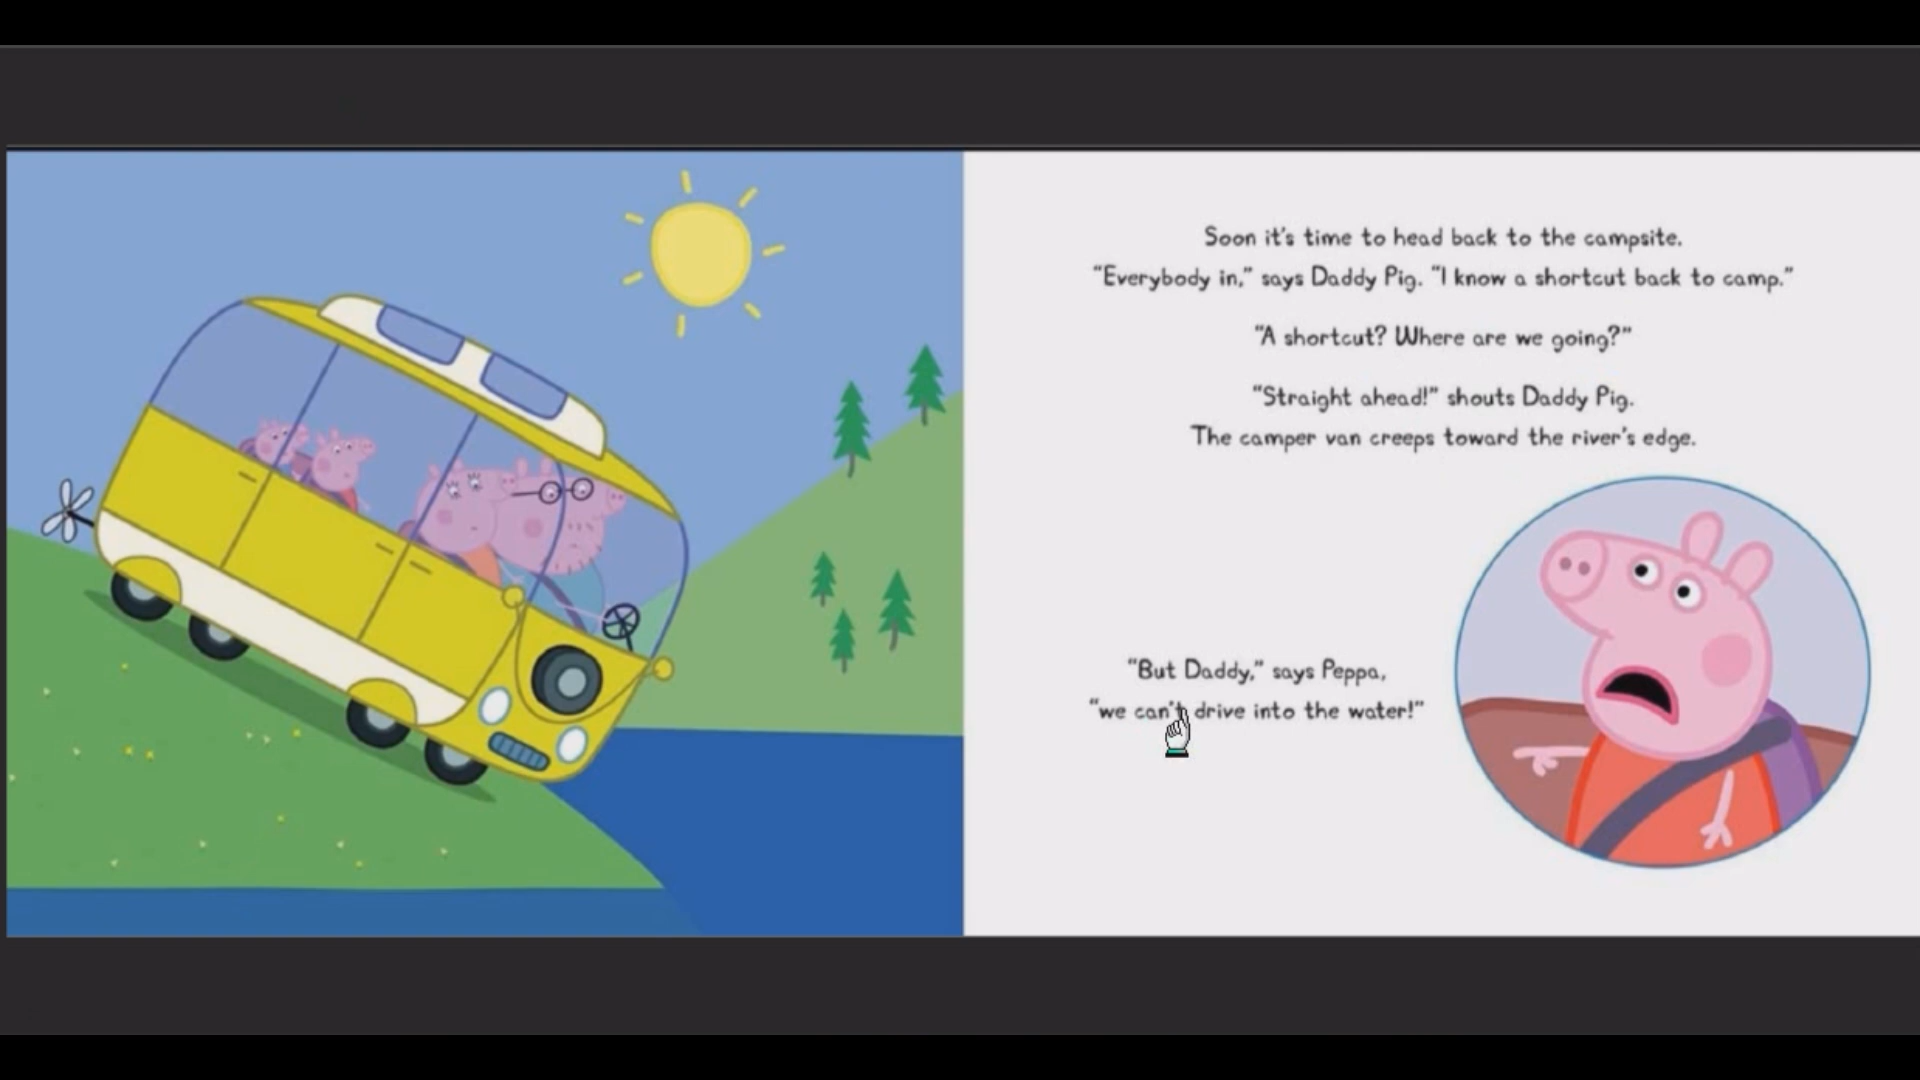 Soon it's time to head back to the campsite.
"Everybody in," says Daddy Pig. "I know a shortcut back to camp."
"A shortcut? Where are we going?"
"Straight ahead!" shouts Daddy Pig.
The camper van creeps toward the river's edge.
"But Daddy," says Peppa,
"we can't drive into the water!"